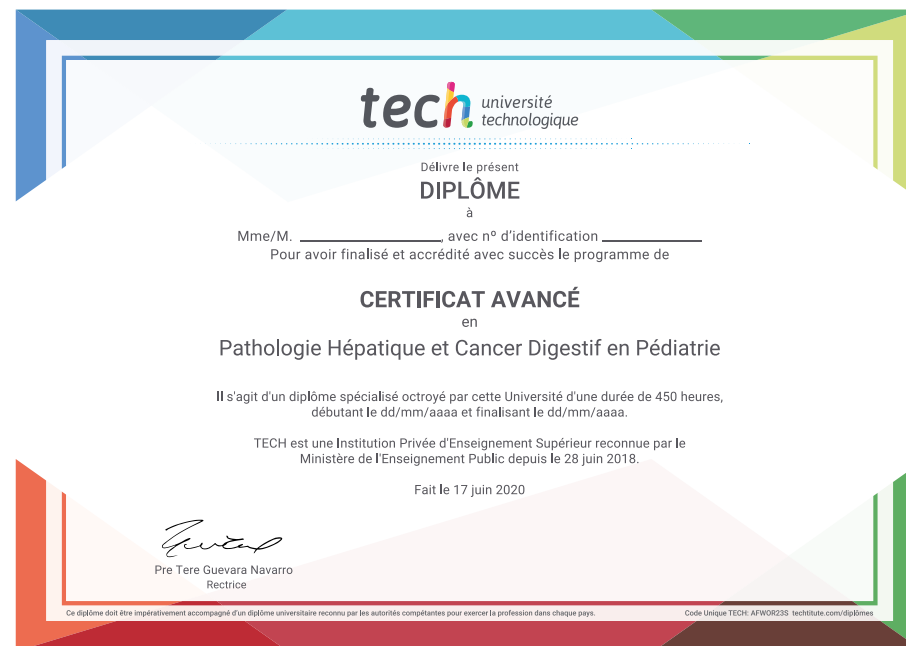 tech université
technologique
Délivre le présent
DIPLÔME
à
Mme/M. ____________________, avec nº d'identification ______________
Pour avoir finalisé et accrédité avec succès le programme de
CERTIFICAT AVANCÉ
en
Pathologie Hépatique et Cancer Digestif en Pédiatrie
Il s'agit d'un diplôme spécialisé octroyé par cette Université d'une durée de 450 heures,
débutant le dd/mm/aaaa et finalisant le dd/mm/aaaa.
TECH est une Institution Privée d'Enseignement Supérieur reconnue par le
Ministère de l'Enseignement Public depuis le 28 juin 2018.
Fait le 17 juin 2020
Pre Tere Guevara Navarro
Rectrice
Ce diplôme doit être impérativement accompagné d'un diplôme universitaire reconnu par les autorités compétantes pour exercer la profession dans chaque pays.
Code Unique TECH: AFWOR23S techtitute.com/diplômes